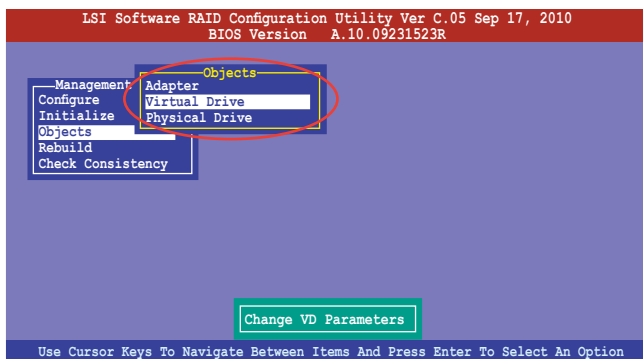 LSI Software RAID Configuration Utility Ver C.05 Sep 17, 2010
BIOS Version A.10.09231523R
Objects
Adapter
Virtual Drive
Physical Drive
Management
Configure
Initialize
Objects
Rebuild
Check Consistency
Change VD Parameters
Use Cursor Keys To Navigate Between Items And Press Enter To Select An Option